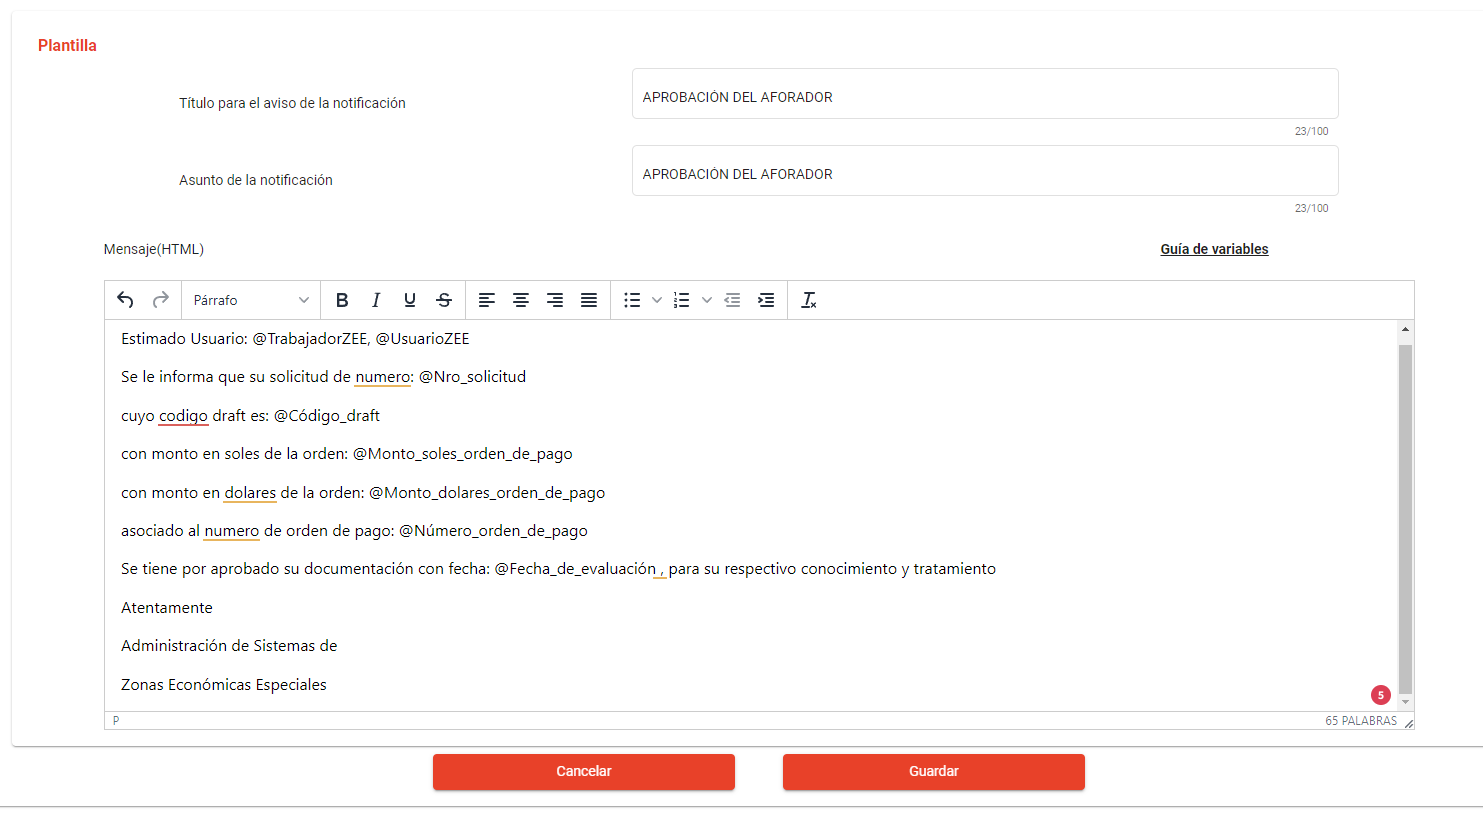 Plantilla
Título para el aviso de la notificación
APROBACIÓN DEL AFORADOR
23/100
Asunto de la notificación
APROBACIÓN DEL AFORADOR
23/100
Mensaje(HTML)
Guía de variables
Párrafo
Estimado Usuario: @TrabajadorZEE, @UsuarioZEE
Se le informa que su solicitud de numero: @Nro_solicitud
cuyo codigo draft es: @Código_draft
con monto en soles de la orden: @Monto_soles_orden_de_pago
con monto en dolares de la orden: @Monto_dolares_orden_de_pago
asociado al numero de orden de pago: @Número_orden_de_pago
Se tiene por aprobado su documentación con fecha: @Fecha_de_evaluación , para su respectivo conocimiento y tratamiento
Atentamente
Administración de Sistemas de
Zonas Económicas Especiales
5
P
65 PALABRAS
Cancelar
Guardar